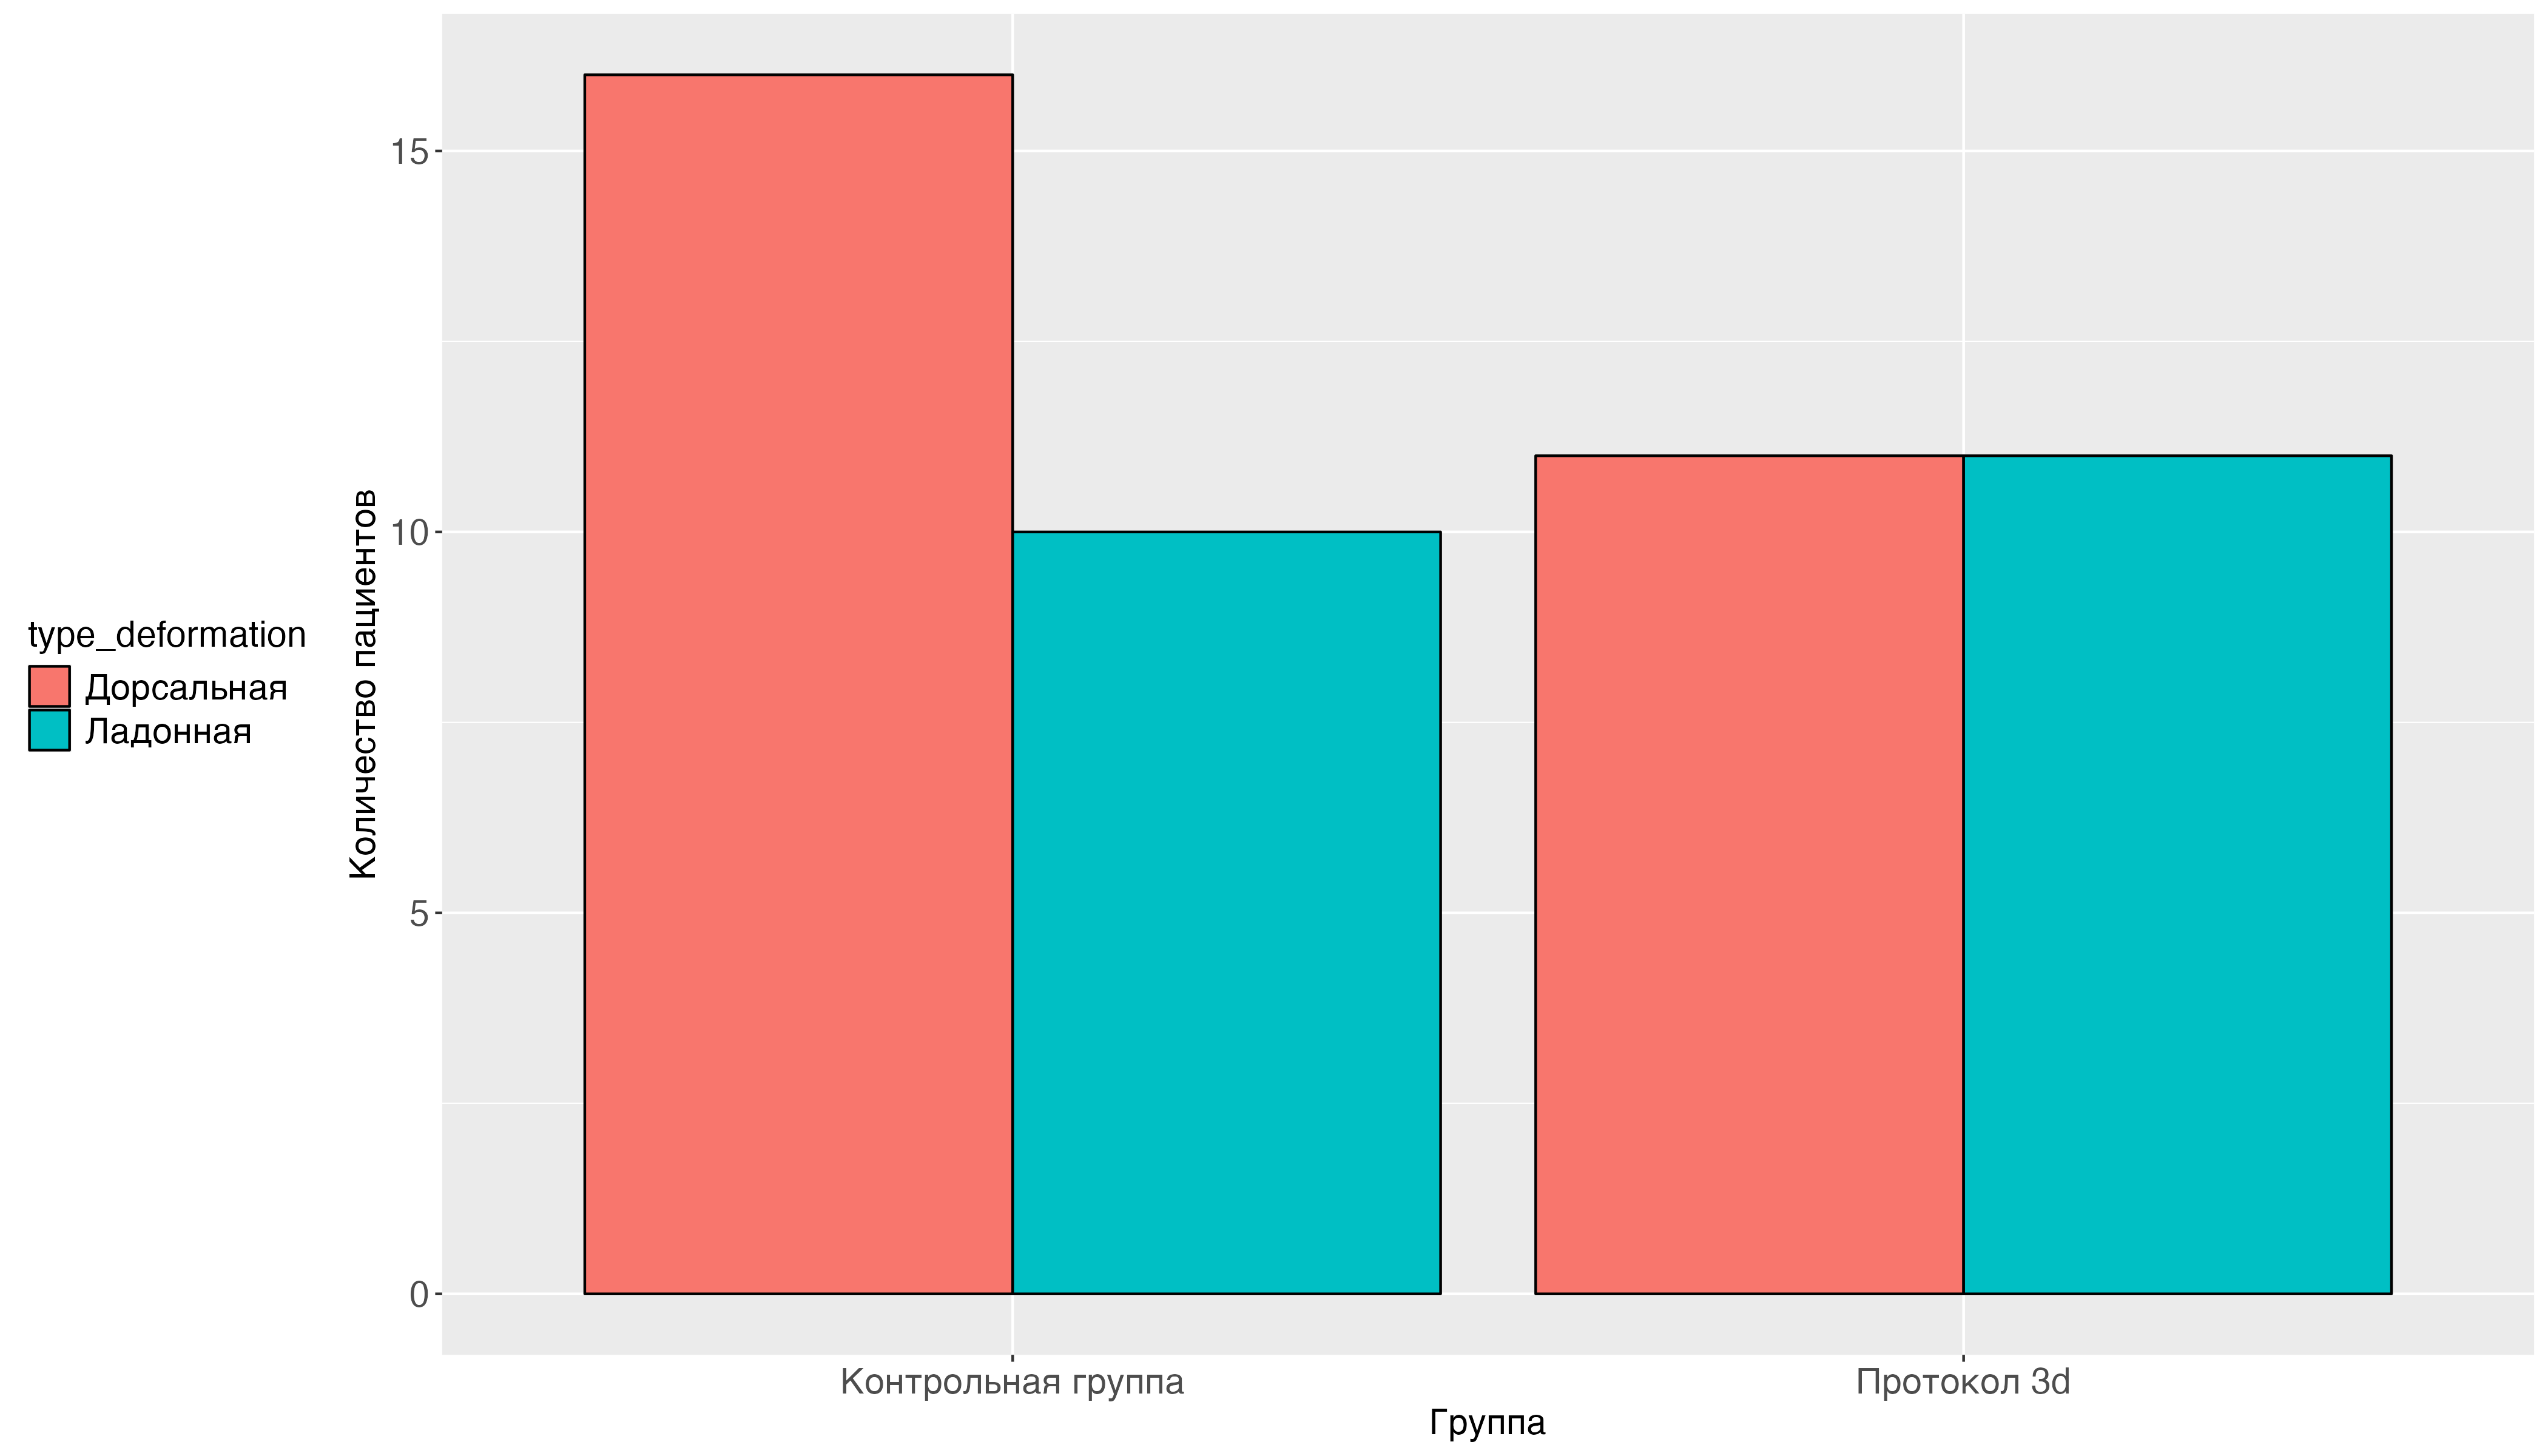 type_deformation
Дорсальная
Ладонная
Количество пациентов
15
10
5
0
Контрольная группа
Протокол 3d
Группа